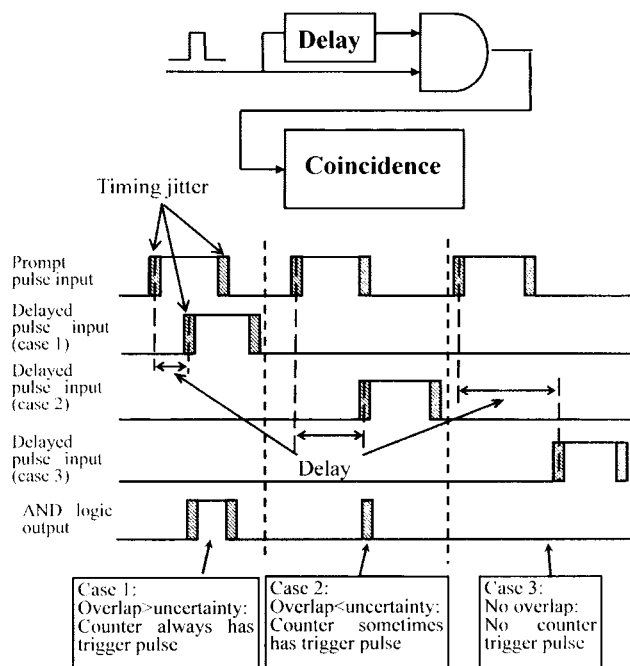 Delay
Coincidence
Timing jitter
Prompt
pulse input
Delayed
pulse input
(case 1)
Delayed
pulse input
(case 2)
Delay
Delayed
pulse input
(case 3)
AND logic
output
Case 1:
Overlap>uncertainty:
Counter always has
trigger pulse
Case 2:
Overlap<uncertainty:
Counter sometimes
has trigger pulse
Case 3:
No overlap:
No counter
trigger pulse